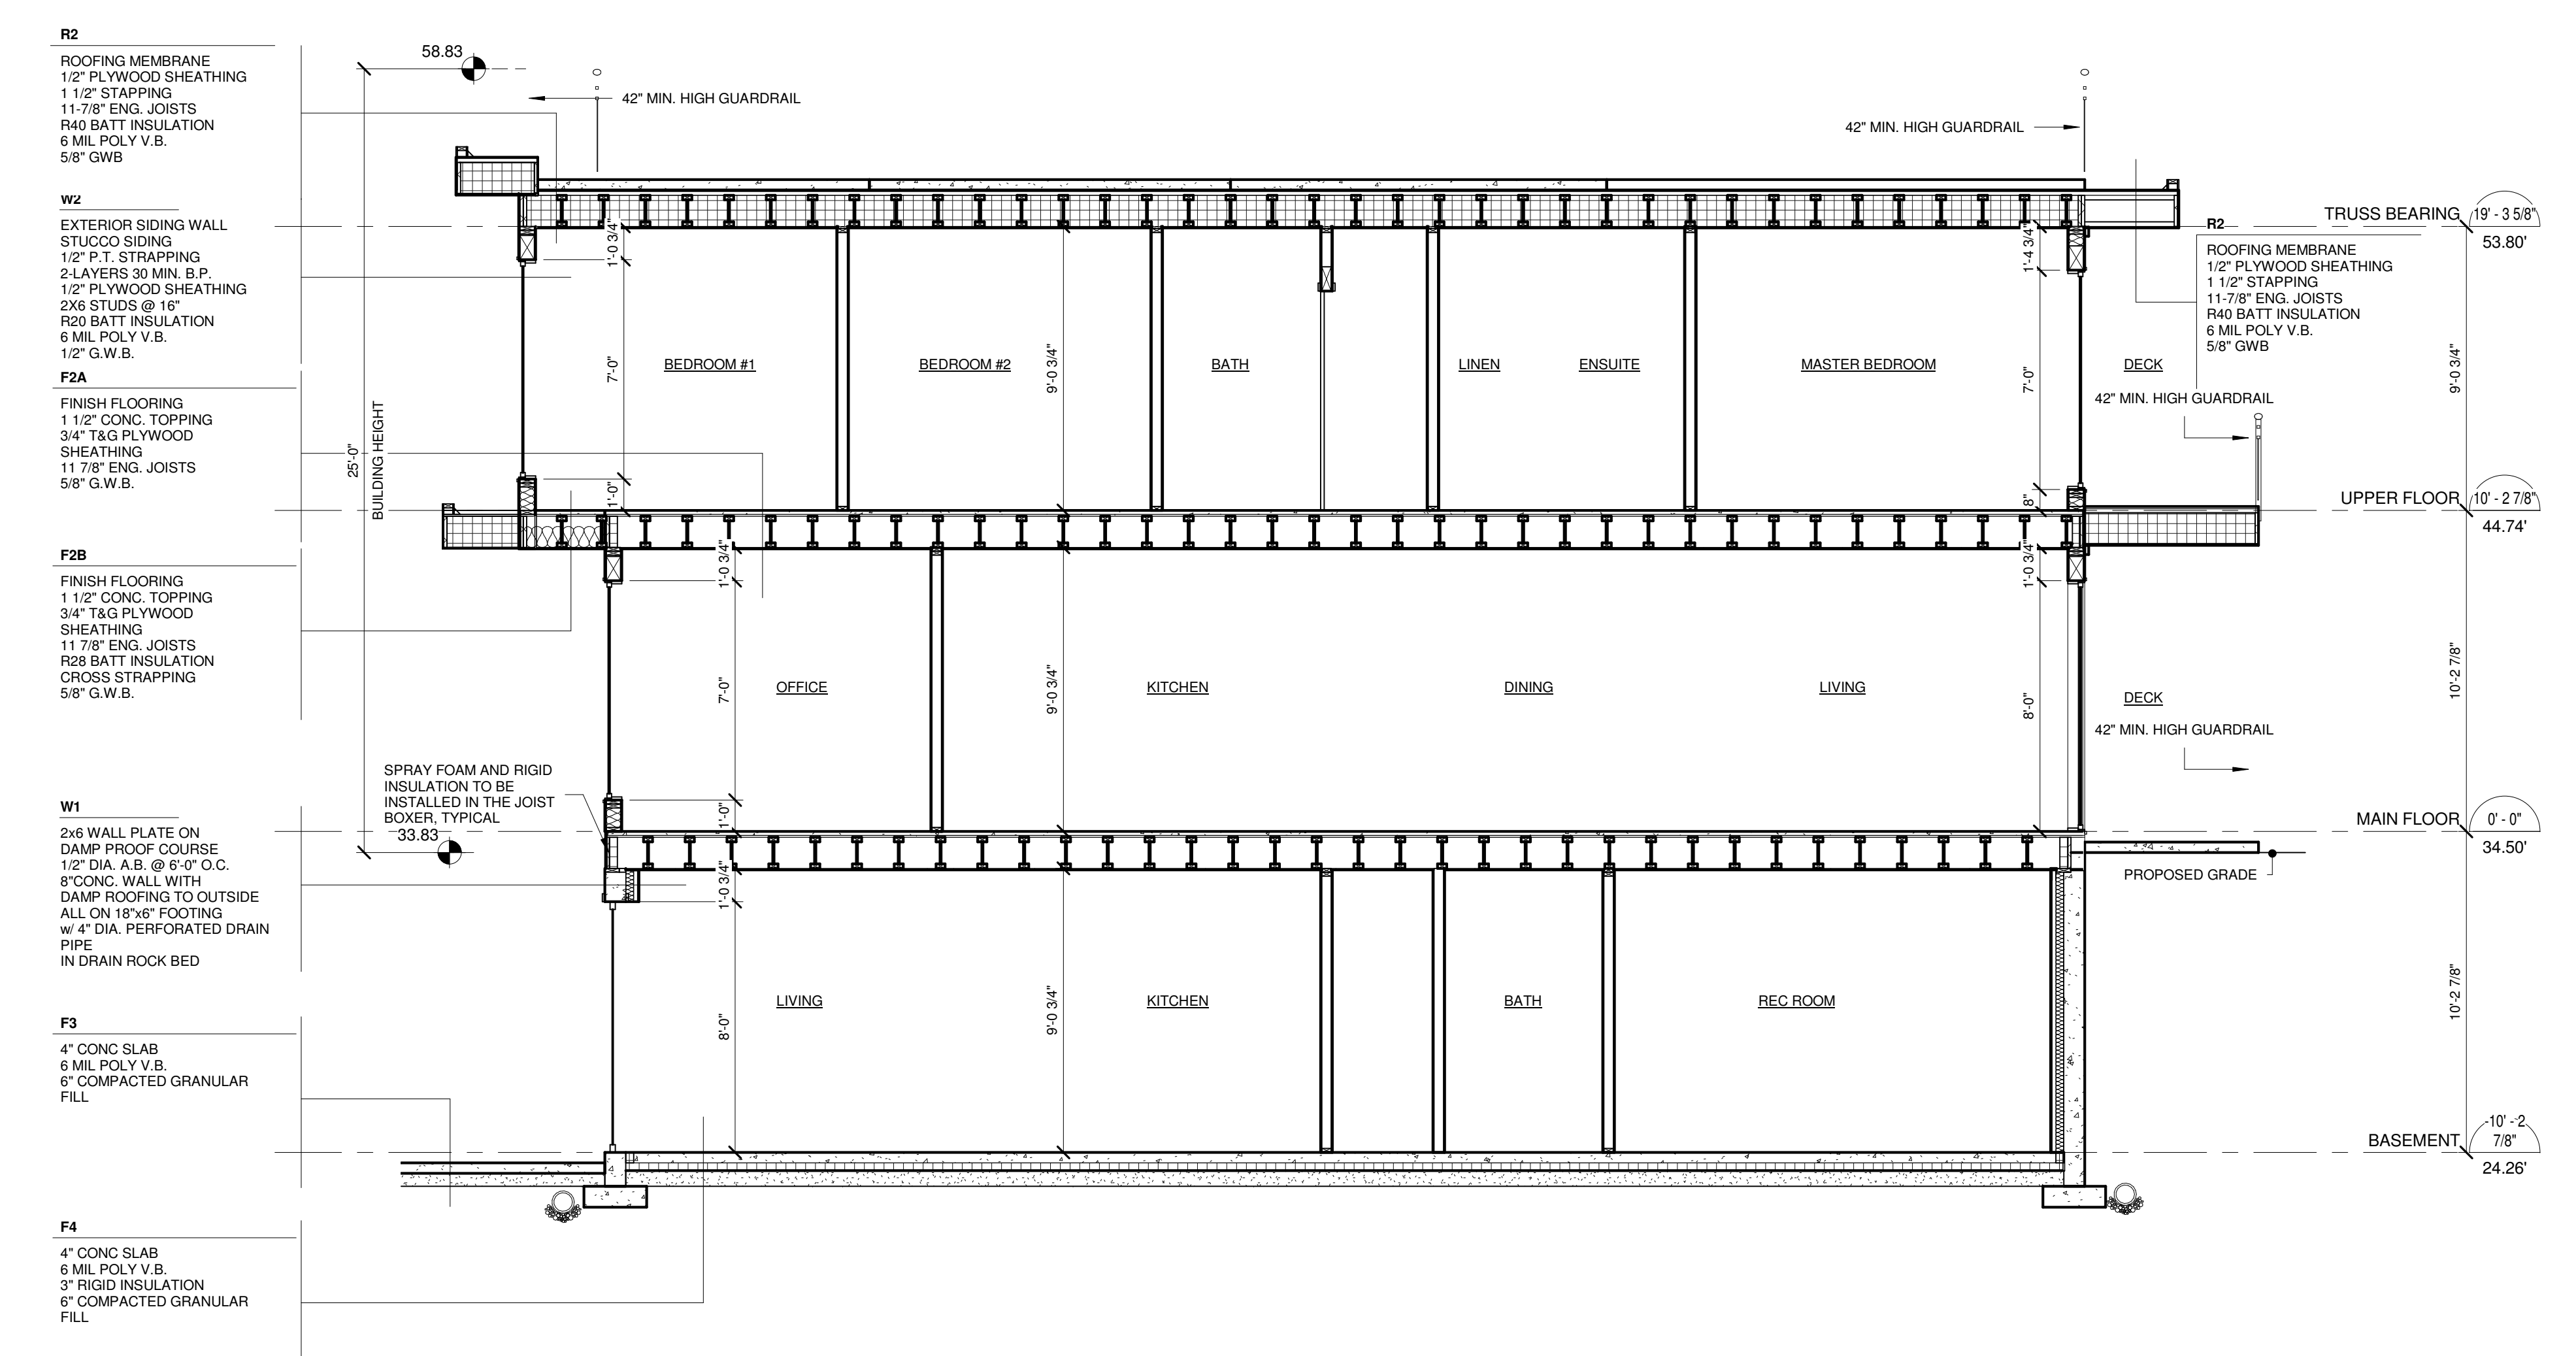 R2
ROOFING MEMBRANE
1/2" PLYWOOD SHEATHING
1 1/2" STAPPING
11-7/8" ENG. JOISTS
R40 BATT INSULATION
6 MIL POLY V.B.
5/8" GWB
W2
EXTERIOR SIDING WALL
STUCCO SIDING
1/2" P.T. STRAPPING
2-LAYERS 30 MIN. B.P.
1/2" PLYWOOD SHEATHING
2X6 STUDS @ 16"
R20 BATT INSULATION
6 MIL POLY V.B.
1/2" G.W.B.
F2A
FINISH FLOORING
1 1/2" CONC. TOPPING
3/4" T&G PLYWOOD
SHEATHING
11 7/8" ENG. JOISTS
5/8" G.W.B.
F2B
FINISH FLOORING
1 1/2" CONC. TOPPING
3/4" T&G PLYWOOD
SHEATHING
11 7/8" ENG. JOISTS
R28 BATT INSULATION
CROSS STRAPPING
5/8" G.W.B.
W1
2x6 WALL PLATE ON
DAMP PROOF COURSE
1/2" DIA. A.B. @ 6'-0" O.C.
8"CONC. WALL WITH
DAMP ROOFING TO OUTSIDE
ALL ON 18"x6" FOOTING
w/ 4" DIA. PERFORATED DRAIN
PIPE
IN DRAIN ROCK BED
F3
4" CONC SLAB
6 MIL POLY V.B.
6" COMPACTED GRANULAR
FILL
F4
4" CONC SLAB
6 MIL POLY V.B.
3" RIGID INSULATION
6" COMPACTED GRANULAR
FILL
58.83
25'-0"
BUILDING HEIGHT
33.83
SPRAY FOAM AND RIGID
INSULATION TO BE
INSTALLED IN THE JOIST
BOXER, TYPICAL
42" MIN. HIGH GUARDRAIL
42" MIN. HIGH GUARDRAIL
1'-0 3/4"
7'-0"
1'-0"
BEDROOM #1
BEDROOM #2
9'-0 3/4"
BATH
LINEN
ENSUITE
MASTER BEDROOM
1'-4 3/4"
7'-0"
8"
DECK
42" MIN. HIGH GUARDRAIL
1'-0 3/4"
7'-0"
1'-0"
OFFICE
9'-0 3/4"
KITCHEN
DINING
LIVING
1'-0 3/4"
8'-0"
DECK
42" MIN. HIGH GUARDRAIL
PROPOSED GRADE
1'-0 3/4"
8'-0"
LIVING
9'-0 3/4"
KITCHEN
BATH
REC ROOM
R2
ROOFING MEMBRANE
1/2" PLYWOOD SHEATHING
1 1/2" STAPPING
11-7/8" ENG. JOISTS
R40 BATT INSULATION
6 MIL POLY V.B.
5/8" GWB
TRUSS BEARING
19' - 3 5/8"
53.80'
9'-0 3/4"
UPPER FLOOR
10' - 2 7/8"
44.74'
10'-2 7/8"
MAIN FLOOR
0' - 0"
34.50'
10'-2 7/8"
BASEMENT
-10' - 2
7/8"
24.26'